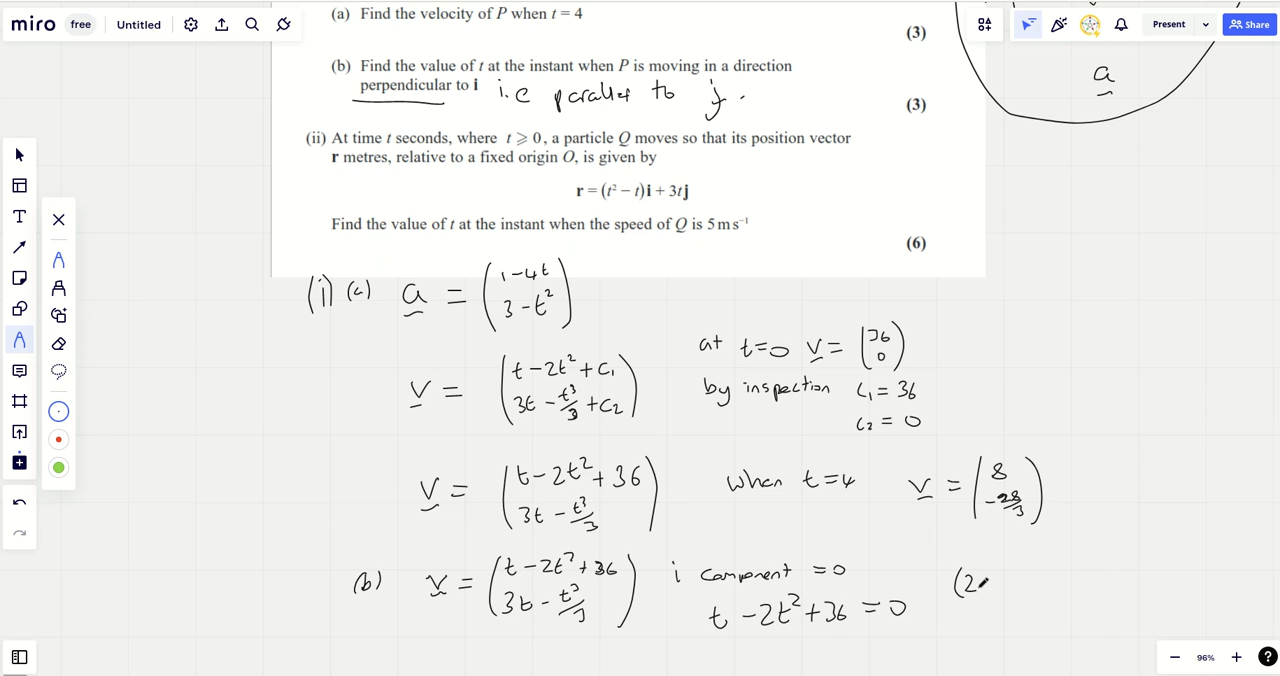 miro free Untitled Present Share
(a) Find the velocity of P when t = 4
(3)
(b) Find the value of t at the instant when P is moving in a direction
perpendicular to i i.e parallel to j.
(3)
a
(ii) At time t seconds, where t ⩾ 0, a particle Q moves so that its position vector
r metres, relative to a fixed origin O, is given by
r = (t² − t)i + 3tj
Find the value of t at the instant when the speed of Q is 5 m s⁻¹
(6)
(i) (a) a = (1 − 4t
3 − t²)
at t=0 v = (36
0)
v = (t − 2t² + c₁
3t − t³/3 + c₂)
by inspection c₁ = 36
c₂ = 0
v = (t − 2t² + 36
3t − t³/3)
when t=4 v = (8
−28/3)
(b) v = (t − 2t² + 36
3t − t³/3)
i component = 0
t − 2t² + 36 = 0
(2
96%